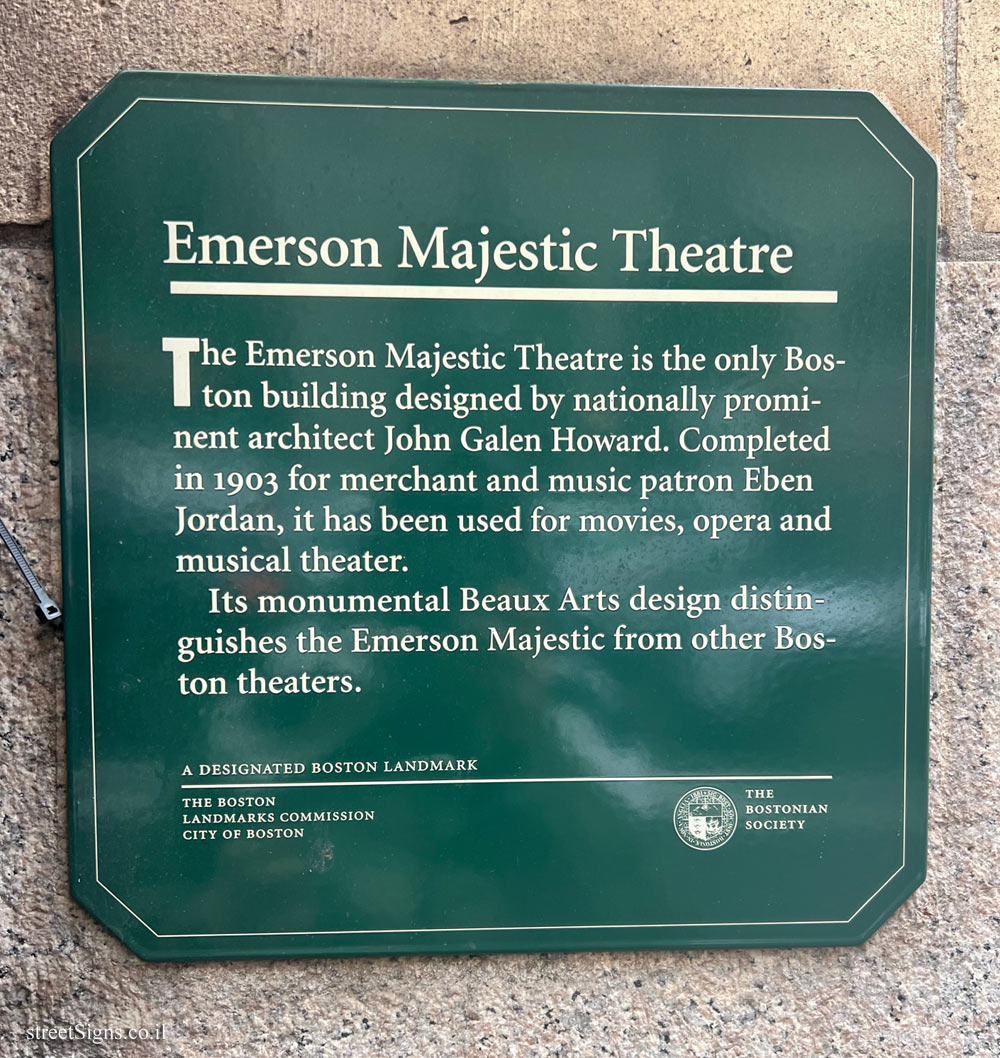 Emerson Majestic Theatre
The Emerson Majestic Theatre is the only Bos-
ton building designed by nationally promi-
nent architect John Galen Howard. Completed
in 1903 for merchant and music patron Eben
Jordan, it has been used for movies, opera and
musical theater.
Its monumental Beaux Arts design distin-
guishes the Emerson Majestic from other Bos-
ton theaters.
A DESIGNATED BOSTON LANDMARK
THE BOSTON
LANDMARKS COMMISSION
CITY OF BOSTON
THE
BOSTONIAN
SOCIETY
streetSigns.co.il